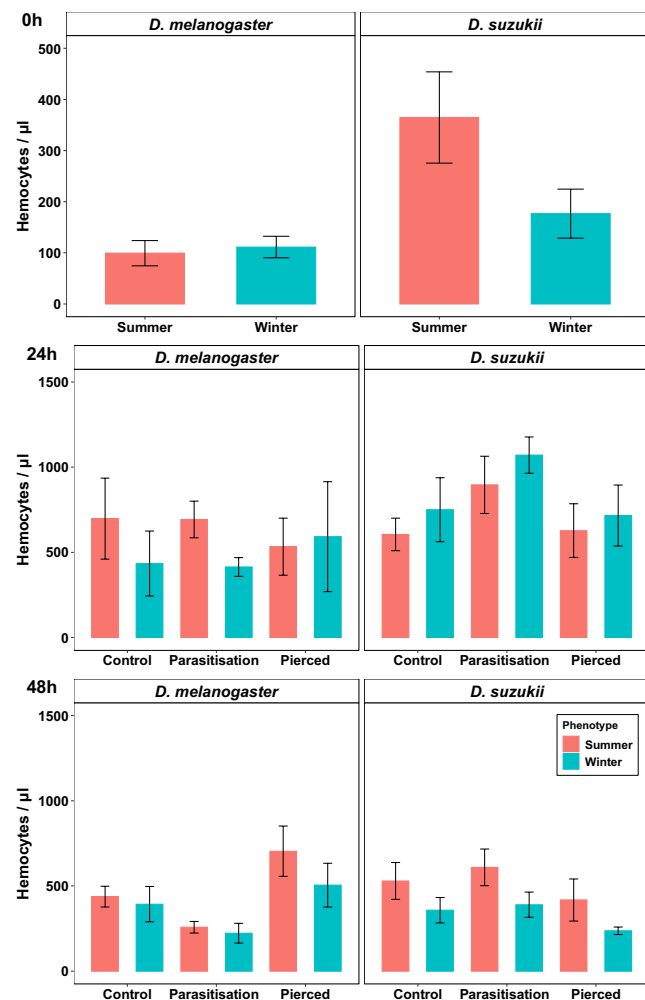 0h
D. melanogaster D. suzukii
Hemocytes / µl
500
400
300
200
100
0
Summer Winter Summer Winter
24h
D. melanogaster D. suzukii
Hemocytes / µl
1500
1000
500
0
Control Parasitisation Pierced Control Parasitisation Pierced
48h
D. melanogaster D. suzukii
Hemocytes / µl
1500
1000
500
0
Phenotype
Summer
Winter
Control Parasitisation Pierced Control Parasitisation Pierced